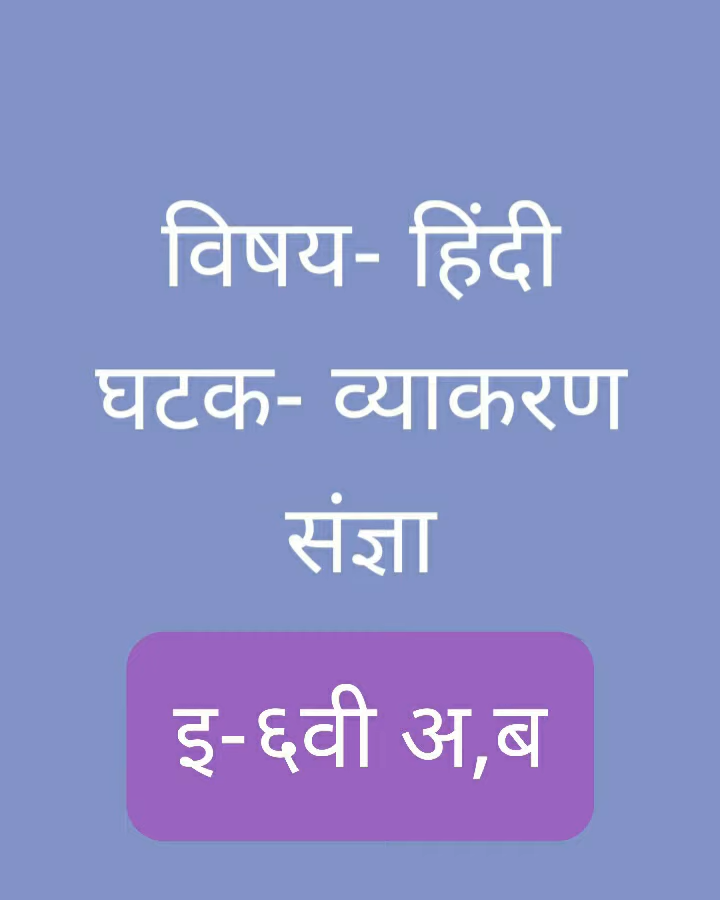 विषय- हिंदी
घटक- व्याकरण
संज्ञा
इ-६वी अ,ब